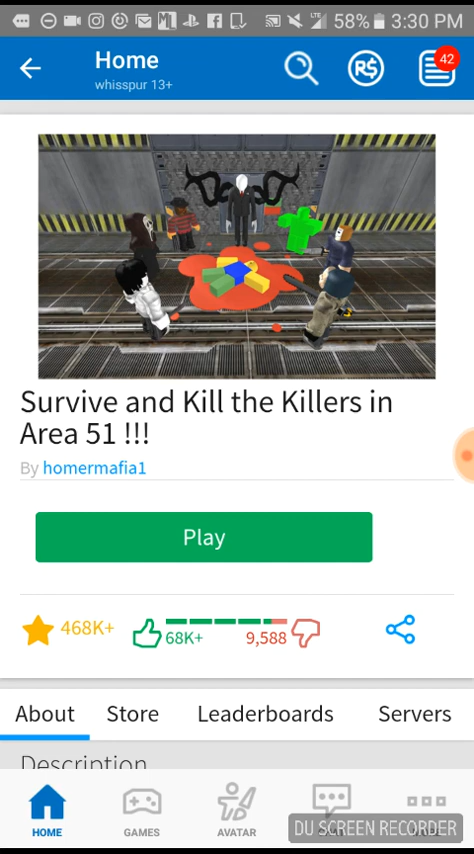 58% 3:30 PM
LTE
Home
whisspur 13+
R$
42
Survive and Kill the Killers in
Area 51 !!!
By homermafia1
Play
468K+
68K+
9,588
About Store Leaderboards Servers
Description
HOME GAMES AVATAR
DU SCREEN RECORDER